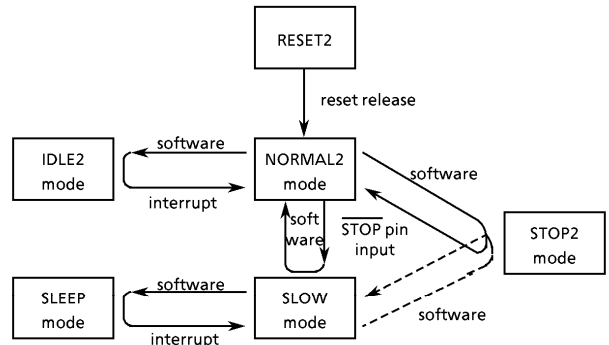 RESET2
reset release
IDLE2
mode
software
interrupt
NORMAL2
mode
software
soft
ware
STOP pin
input
STOP2
mode
SLEEP
mode
software
interrupt
SLOW
mode
software